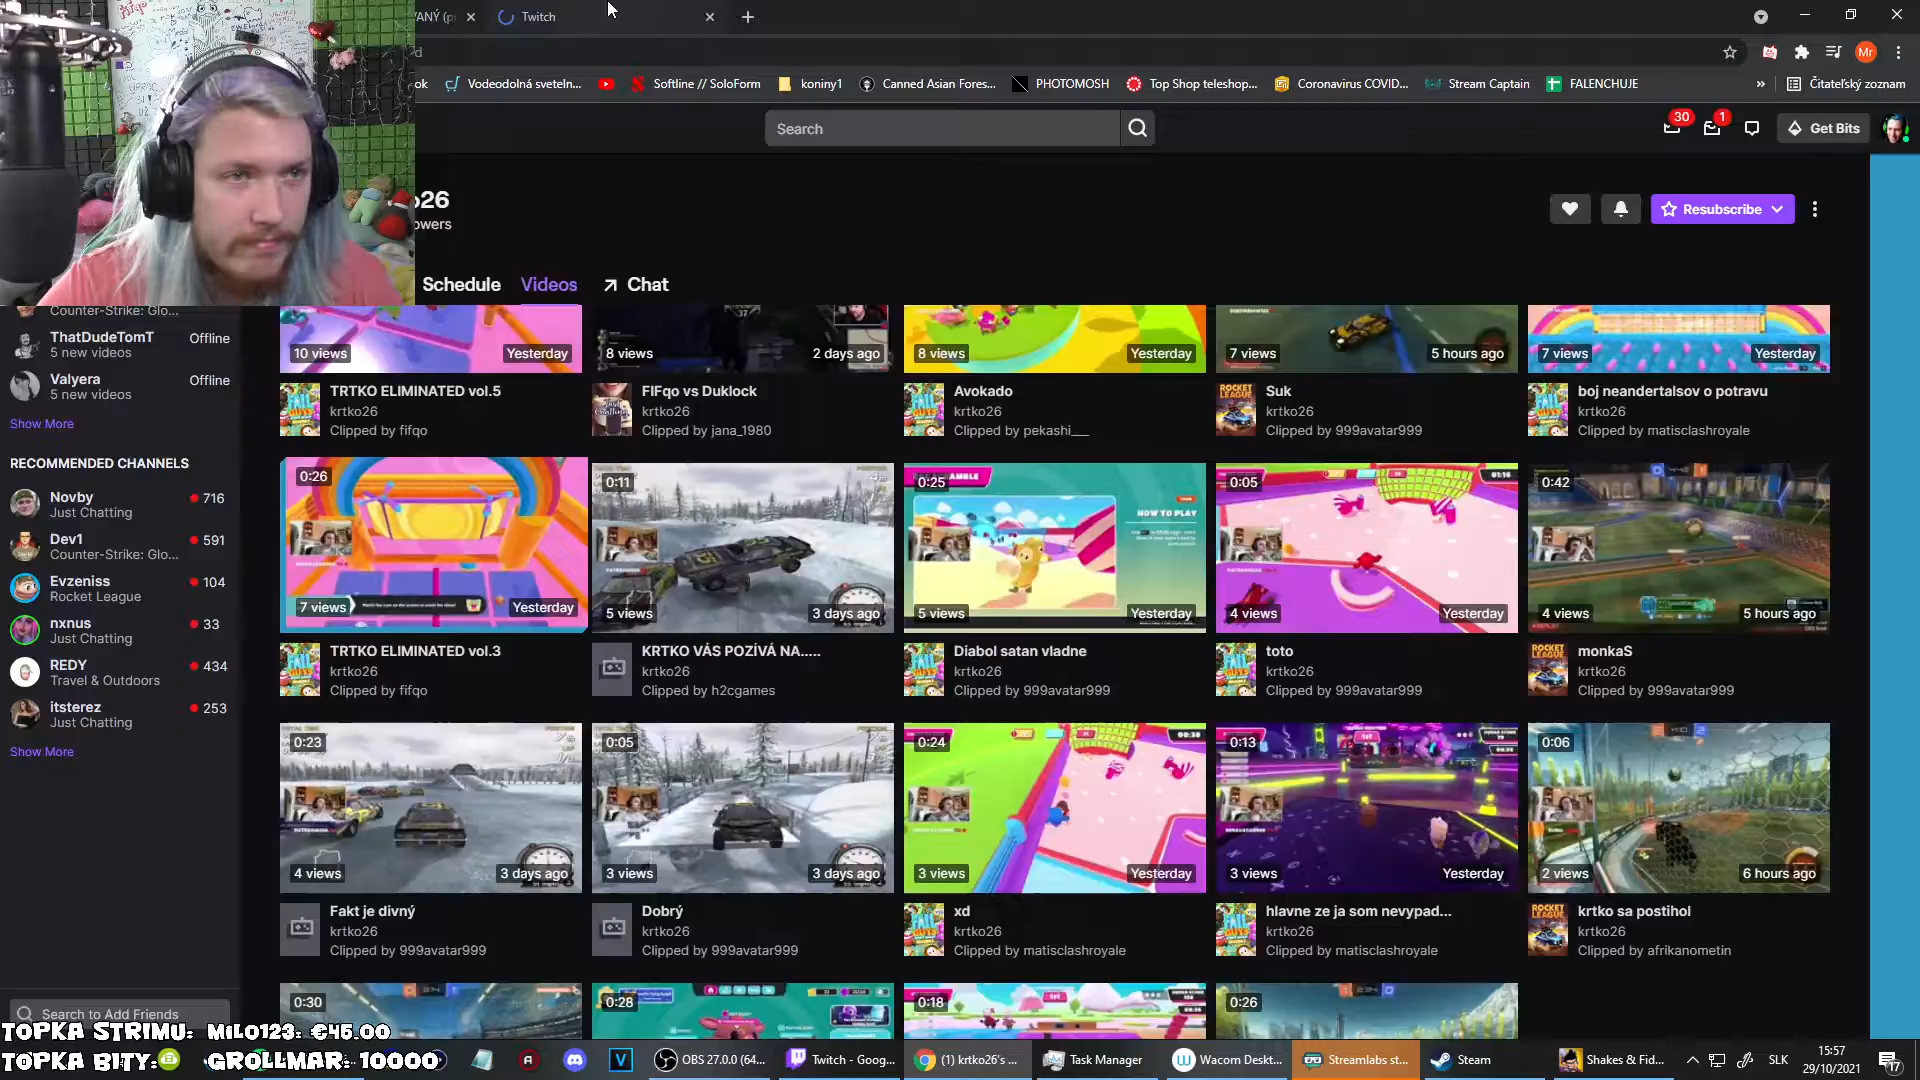 VANÝ (p
Twitch
d
ok
Vodeodolná sveteln...
Softline // SoloForm
koniny1
Canned Asian Fores...
PHOTOMOSH
Top Shop teleshop...
Coronavirus COVID...
Stream Captain
FALENCHUJE
»
Čitateľský zoznam
Mr
Search
30
1
Get Bits
o26
owers
Resubscribe
Schedule
Videos
Chat
Counter-Strike: Glo...
ThatDudeTomT
Offline
5 new videos
Valyera
Offline
5 new videos
Show More
RECOMMENDED CHANNELS
Novby
716
Just Chatting
Dev1
591
Counter-Strike: Glo...
Evzeniss
104
Rocket League
nxnus
33
Just Chatting
REDY
434
Travel & Outdoors
itsterez
253
Just Chatting
Show More
Search to Add Friends
10 views
Yesterday
TRTKO ELIMINATED vol.5
krtko26
Clipped by fifqo
8 views
2 days ago
FIFqo vs Duklock
krtko26
Clipped by jana_1980
8 views
Yesterday
Avokado
krtko26
Clipped by pekashi___
7 views
5 hours ago
Suk
krtko26
Clipped by 999avatar999
7 views
Yesterday
boj neandertalsov o potravu
krtko26
Clipped by matisclashroyale
0:26
7 views
Yesterday
TRTKO ELIMINATED vol.3
krtko26
Clipped by fifqo
0:11
5 views
3 days ago
KRTKO VÁS POZÍVÁ NA.....
krtko26
Clipped by h2cgames
0:25
HOW TO PLAY
5 views
Yesterday
Diabol satan vladne
krtko26
Clipped by 999avatar999
0:05
4 views
Yesterday
toto
krtko26
Clipped by 999avatar999
0:42
4 views
5 hours ago
monkaS
krtko26
Clipped by 999avatar999
0:23
4 views
3 days ago
Fakt je divný
krtko26
Clipped by 999avatar999
0:05
3 views
3 days ago
Dobrý
krtko26
Clipped by 999avatar999
0:24
3 views
Yesterday
xd
krtko26
Clipped by matisclashroyale
0:13
3 views
Yesterday
hlavne ze ja som nevypad...
krtko26
Clipped by matisclashroyale
0:06
2 views
6 hours ago
krtko sa postihol
krtko26
Clipped by afrikanometin
0:30
0:28
0:18
0:26
TOPKA STRIMU: MILO123: €45.00
TOPKA BITY: GROLLMAR: 10000
OBS 27.0.0 (64...
Twitch - Goog...
(1) krtko26's ...
Task Manager
Wacom Deskt...
Streamlabs st...
Steam
Shakes & Fid...
SLK
15:57
29/10/2021
17